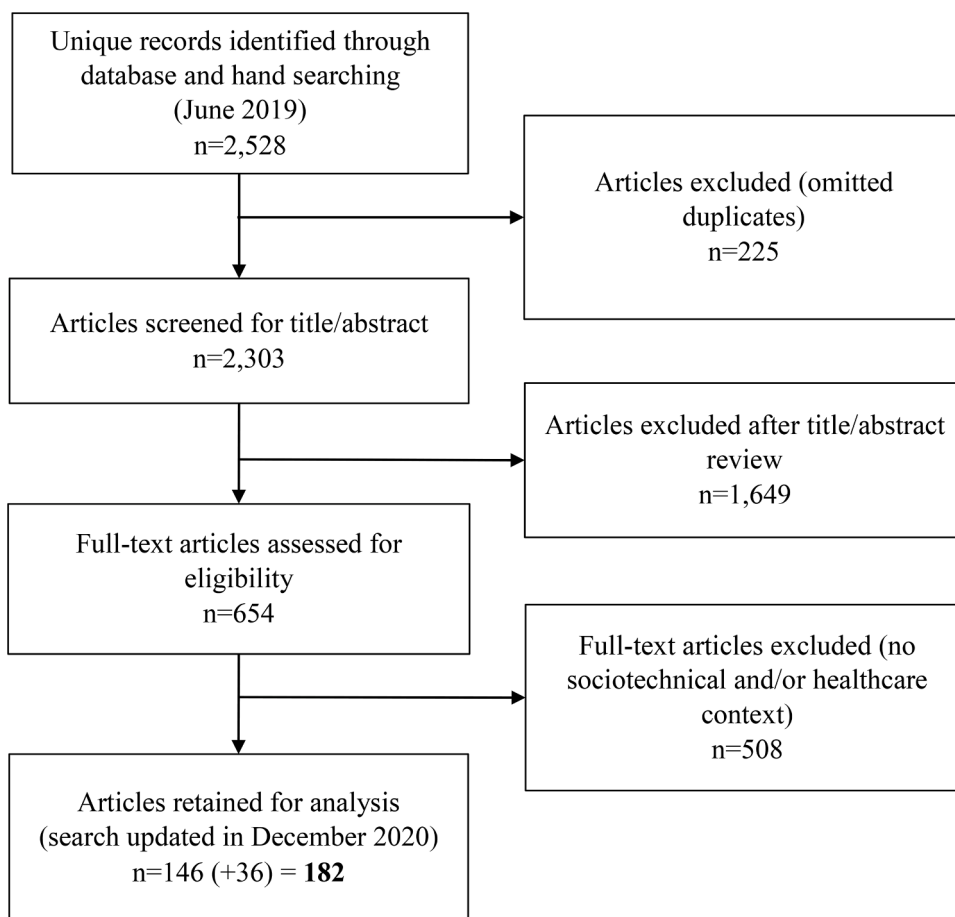 Unique records identified through
database and hand searching
(June 2019)
n=2,528
Articles excluded (omitted
duplicates)
n=225
Articles screened for title/abstract
n=2,303
Articles excluded after title/abstract
review
n=1,649
Full-text articles assessed for
eligibility
n=654
Full-text articles excluded (no
sociotechnical and/or healthcare
context)
n=508
Articles retained for analysis
(search updated in December 2020)
n=146 (+36) = 182